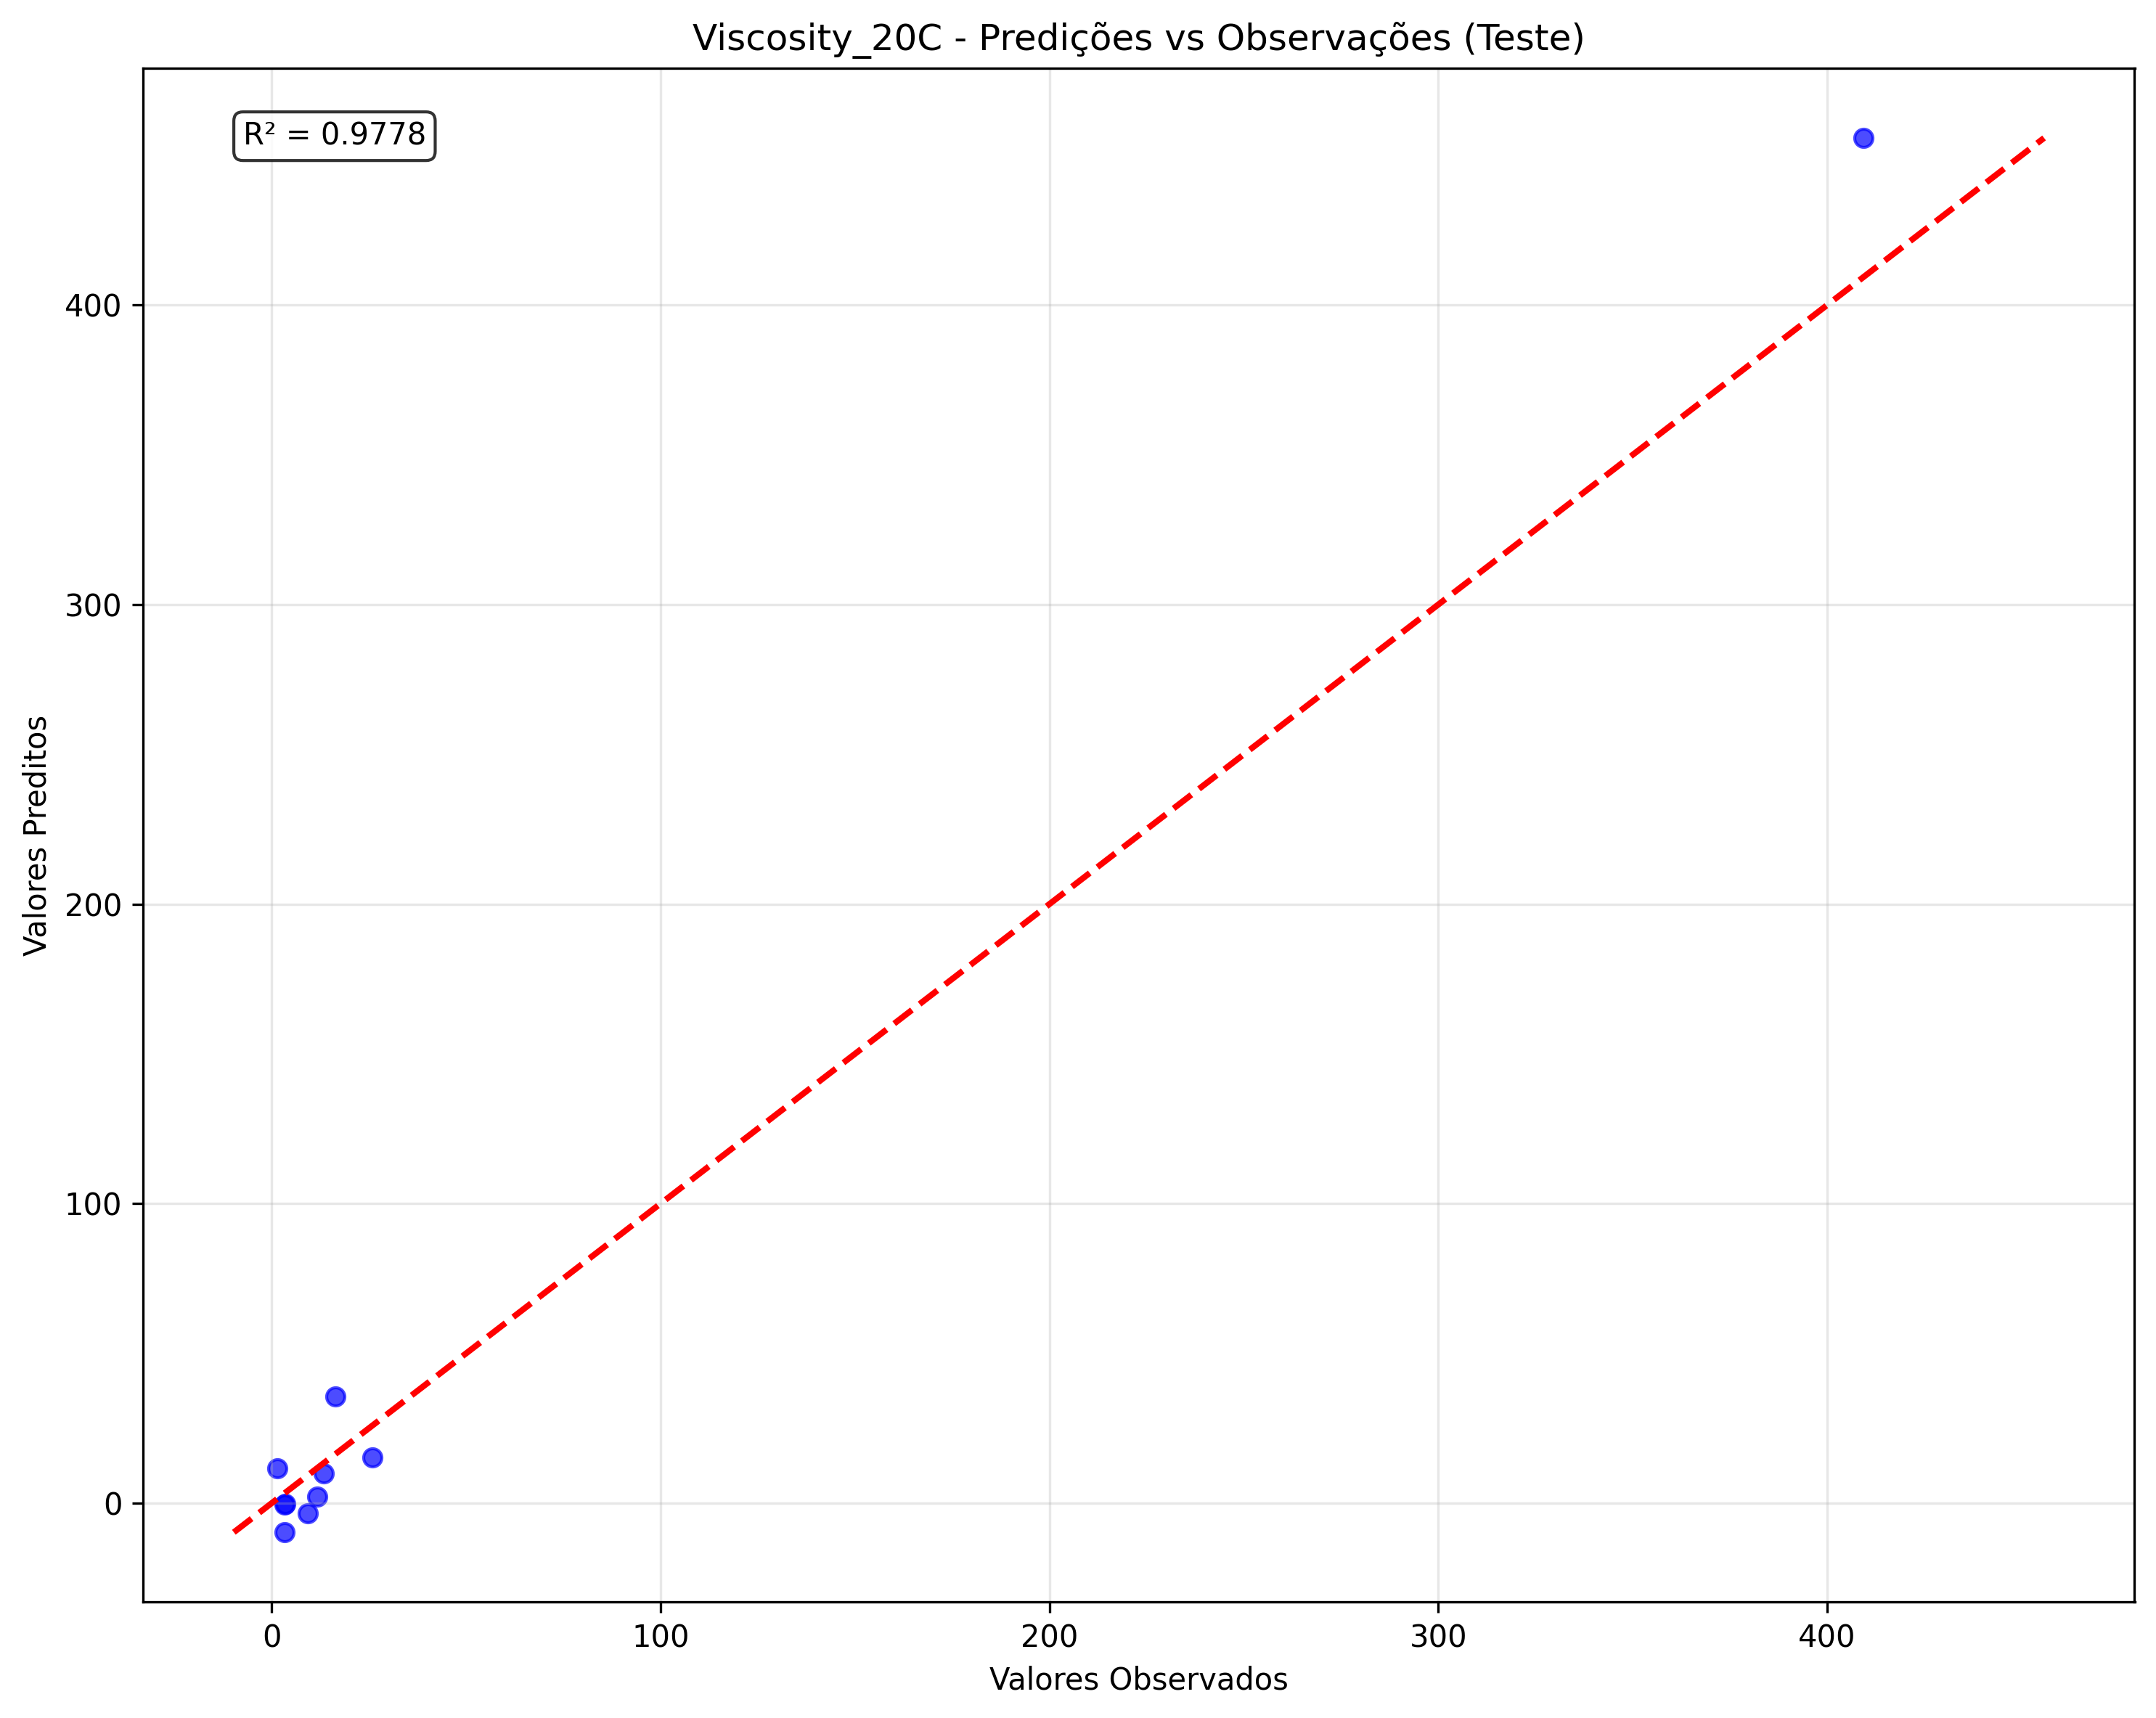 Viscosity_20C - Predições vs Observações (Teste)
R² = 0.9778
400
300
200
100
0
Valores Preditos
0 100 200 300 400
Valores Observados